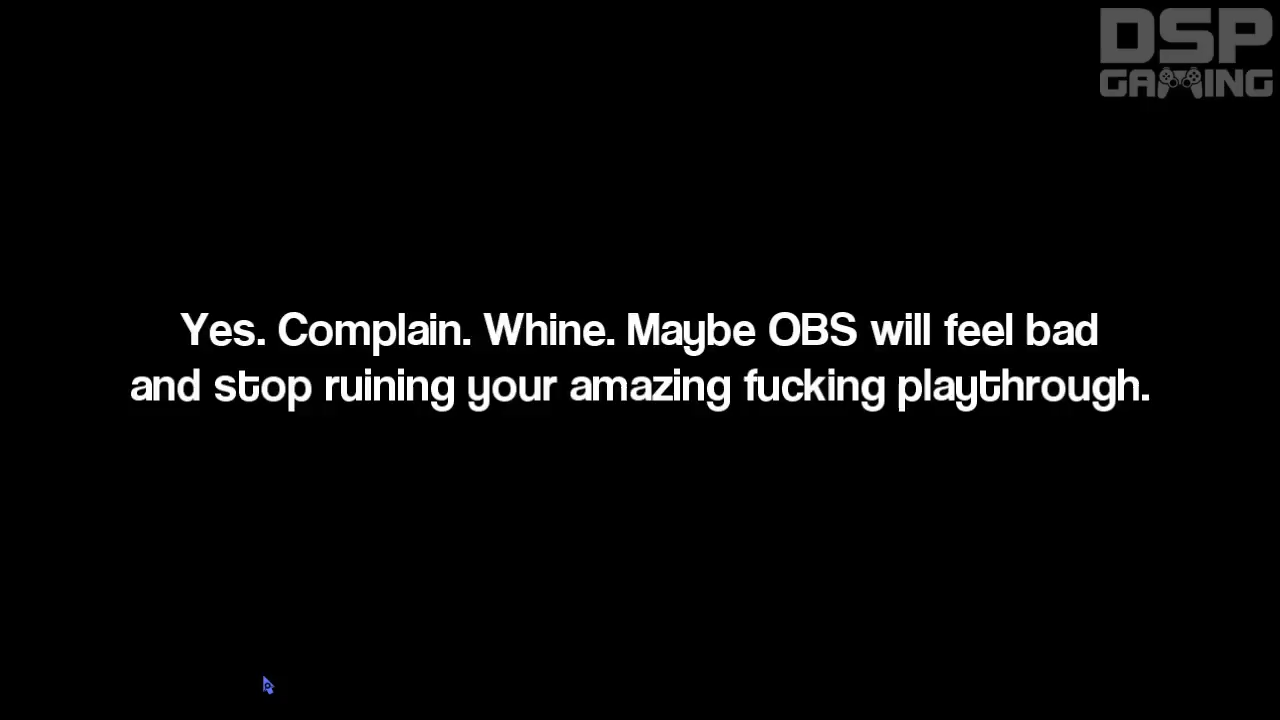 DSP
GAMING
Yes. Complain. Whine. Maybe OBS will feel bad
and stop ruining your amazing fucking playthrough.